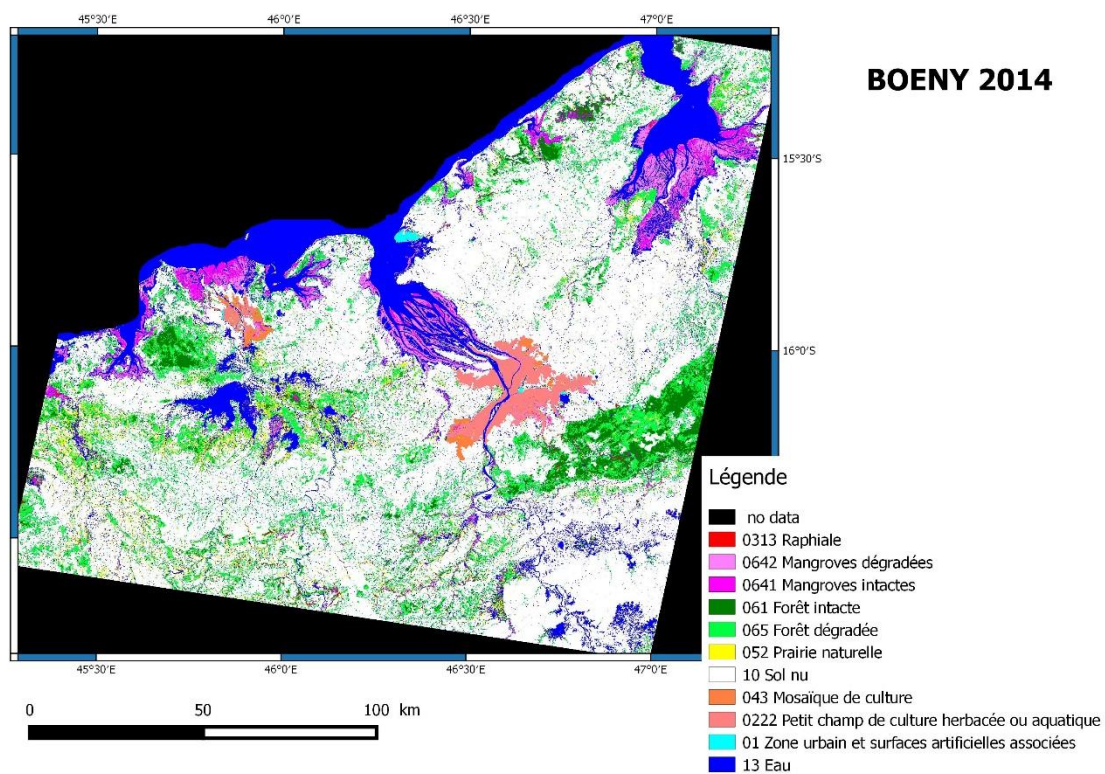 45°30'E 46°0'E 46°30'E 47°0'E
BOENY 2014
15°30'S
16°0'S
Légende
no data
0313 Raphiale
0642 Mangroves dégradées
0641 Mangroves intactes
061 Forêt intacte
065 Forêt dégradée
052 Prairie naturelle
10 Sol nu
043 Mosaïque de culture
0222 Petit champ de culture herbacée ou aquatique
01 Zone urbain et surfaces artificielles associées
13 Eau
45°30'E 46°0'E 46°30'E 47°0'E
0 50 100 km